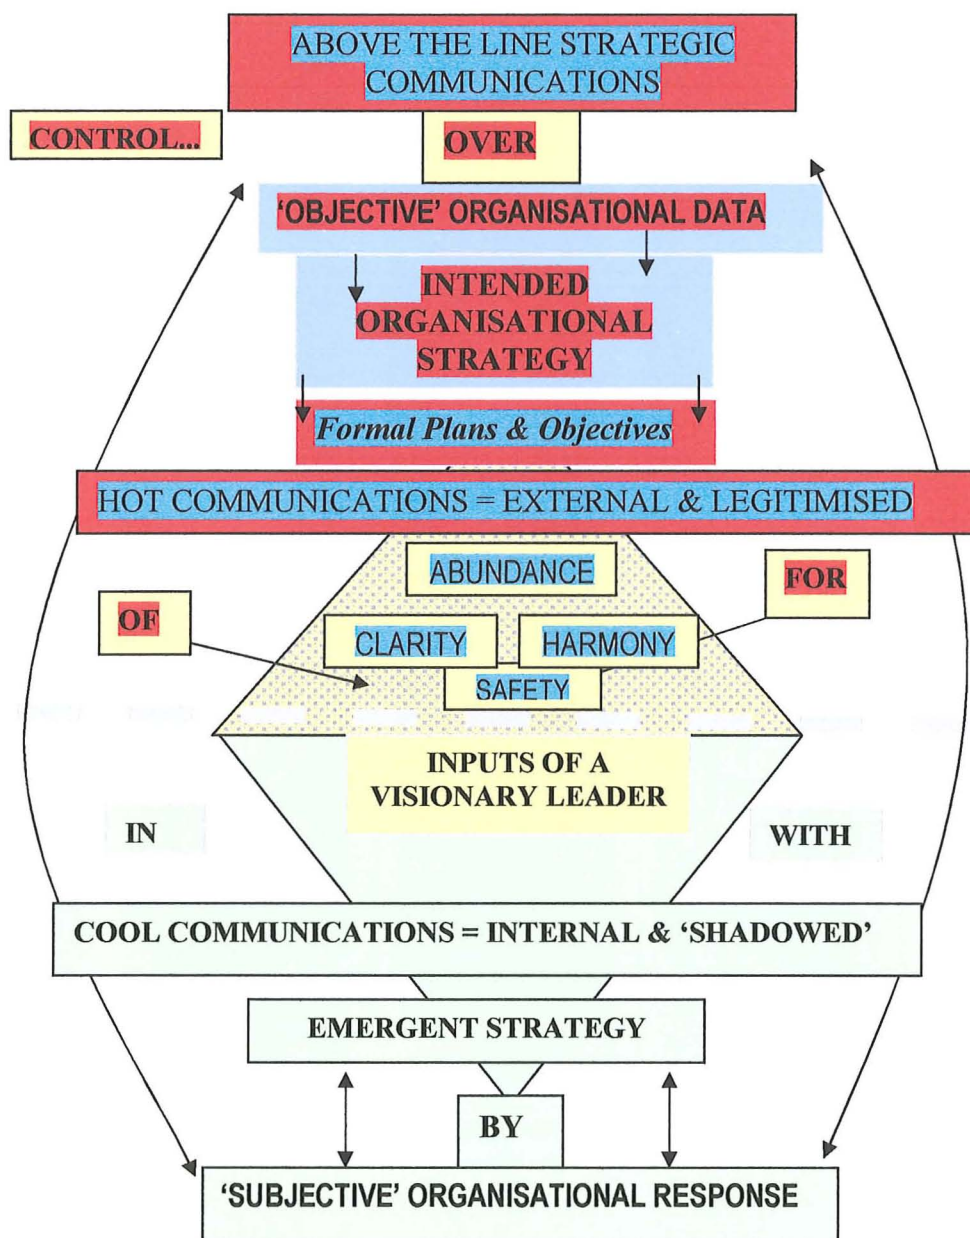 ABOVE THE LINE STRATEGIC
COMMUNICATIONS
CONTROL...
OVER
‘OBJECTIVE’ ORGANISATIONAL DATA
INTENDED
ORGANISATIONAL
STRATEGY
Formal Plans & Objectives
HOT COMMUNICATIONS = EXTERNAL & LEGITIMISED
ABUNDANCE
FOR
OF
CLARITY
HARMONY
SAFETY
INPUTS OF A
VISIONARY LEADER
IN
WITH
COOL COMMUNICATIONS = INTERNAL & ‘SHADOWED’
EMERGENT STRATEGY
BY
‘SUBJECTIVE’ ORGANISATIONAL RESPONSE